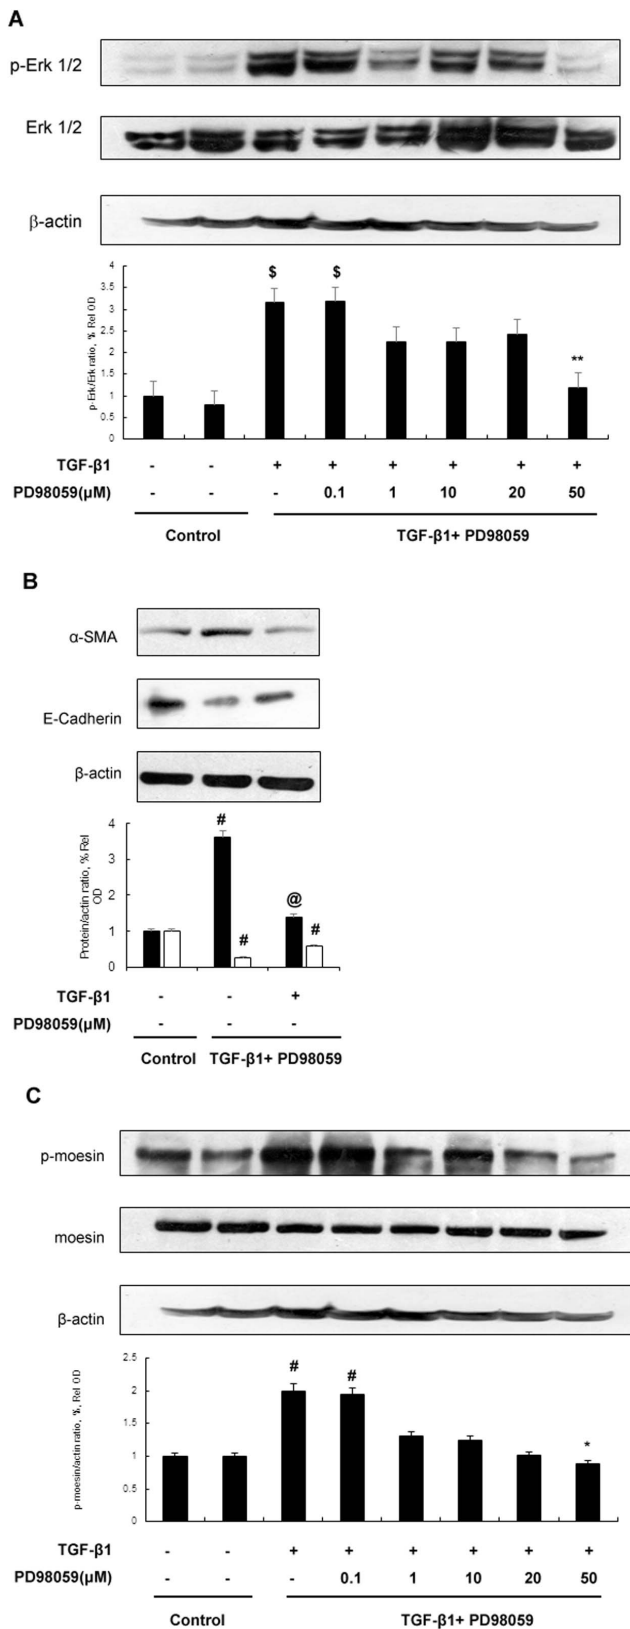 A
p-Erk 1/2
Erk 1/2
β-actin
p-Erk/Erk ratio, % Rel OD
4
3.5
3
2.5
2
1.5
1
0.5
0
$ $ **
TGF-β1 - - + + + + + +
PD98059(μM) - - - 0.1 1 10 20 50
Control TGF-β1+ PD98059
B
α-SMA
E-Cadherin
β-actin
Protein/actin ratio, % Rel
OD
4
3
2
1
0
# # @ #
TGF-β1 - - +
PD98059(μM) - - -
Control TGF-β1+ PD98059
C
p-moesin
moesin
β-actin
p-moesin/actin ratio, %, Rel OD
2.5
2
1.5
1
0.5
0
# # *
TGF-β1 - - + + + + + +
PD98059(μM) - - - 0.1 1 10 20 50
Control TGF-β1+ PD98059